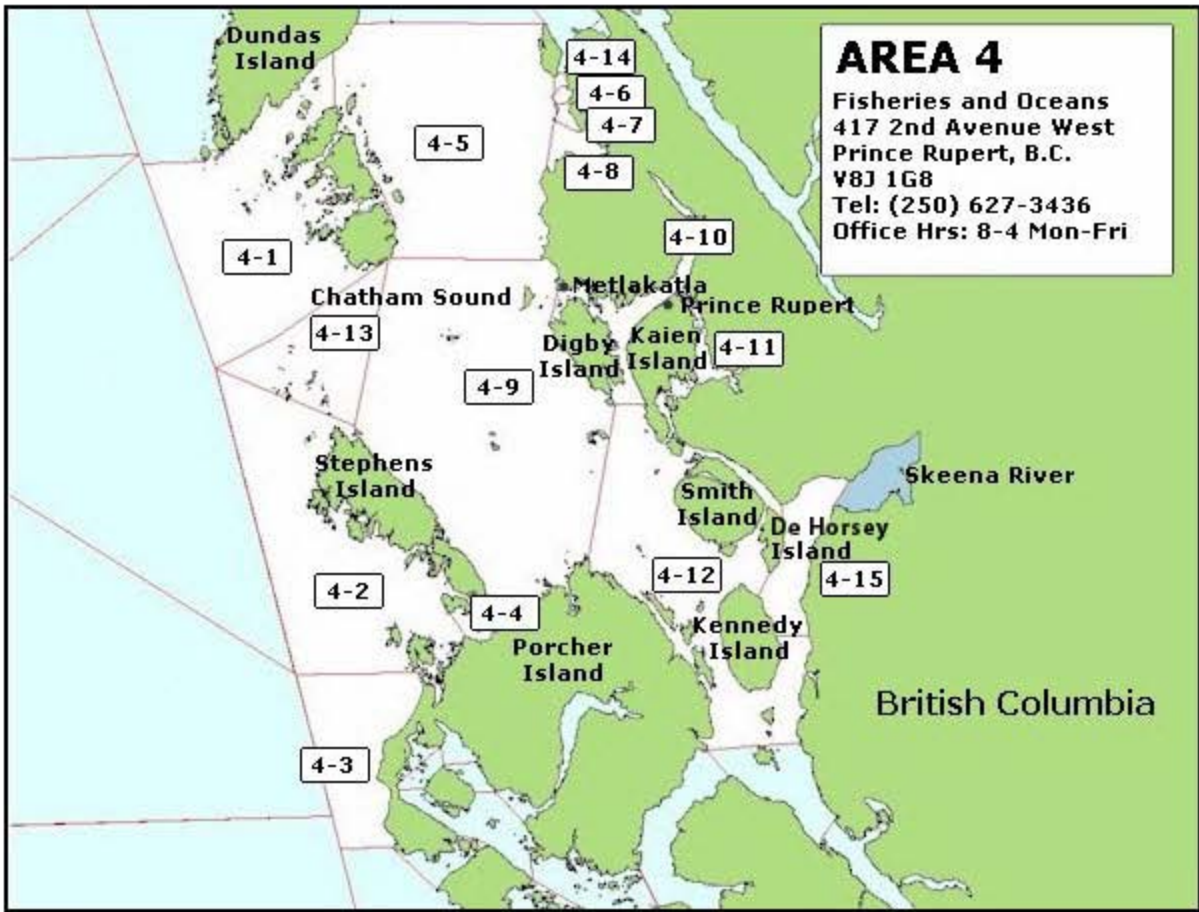 Dundas
Island
4-14
4-6
4-7
4-5
4-8
AREA 4
Fisheries and Oceans
417 2nd Avenue West
Prince Rupert, B.C.
V8J 1G8
Tel: (250) 627-3436
Office Hrs: 8-4 Mon-Fri
4-10
4-1
Metlakatla
Chatham Sound
Prince Rupert
4-13
Digby
Island
Kaien
Island
4-11
4-9
Stephens
Island
Skeena River
Smith
Island
De Horsey
Island
4-12
4-15
4-2
4-4
Kennedy
Island
Porcher
Island
British Columbia
4-3